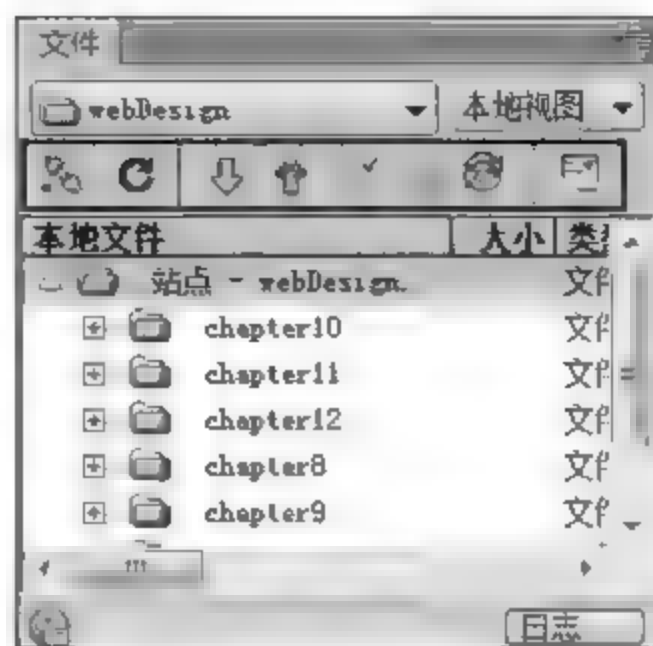 文件
webDesign 本地视图
本地文件 大小 类
站点 - webDesign 文件
chapter10 文件
chapter11 文件
chapter12 文件
chapter8 文件
chapter9 文件
日志